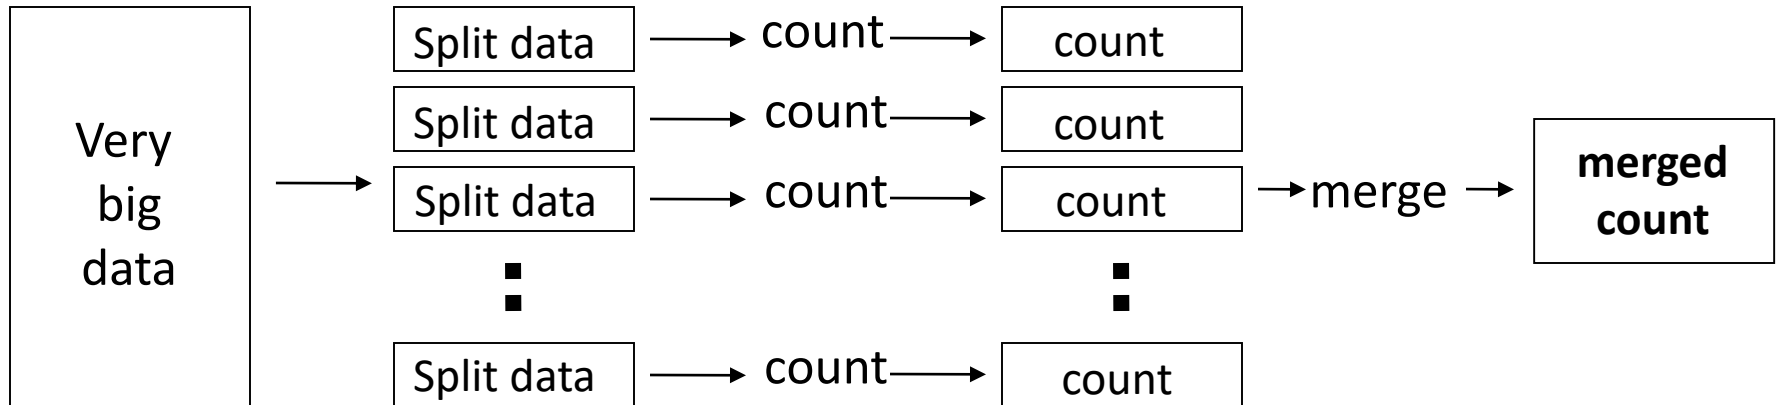 Very
big
data
Split data
count
count
Split data
count
count
Split data
count
count
Split data
count
count
merge
merged
count